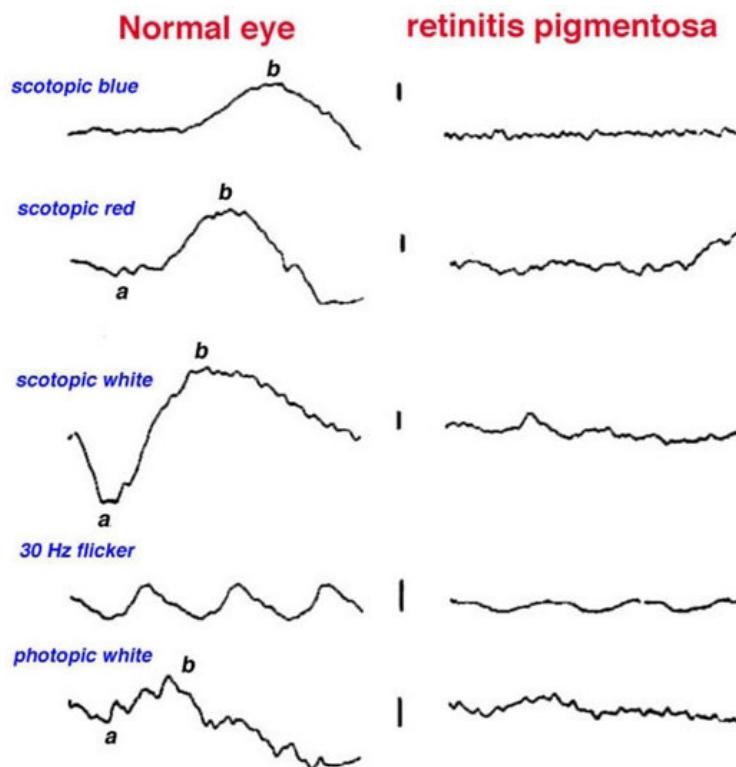 Normal eye
retinitis pigmentosa
scotopic blue
b
scotopic red
b
a
scotopic white
b
a
30 Hz flicker
photopic white
b
a